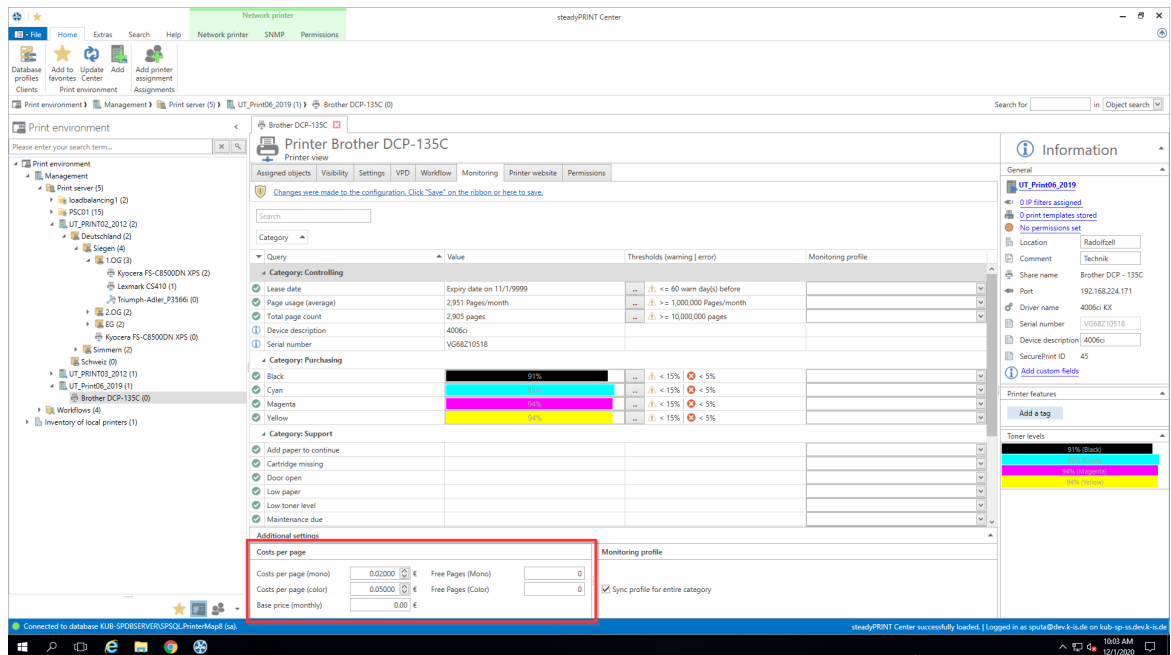 Network printer
steadyPRINT Center
File
Home
Extras
Search
Help
Network printer
SNMP
Permissions
Database profiles
Add to favorites
Update Center
Add
Add printer assignment
Clients
Print environment
Assignments
Print environment
Management
Print server (5)
UT_Print06_2019 (1)
Brother DCP-135C (0)
Search for
in
Object search
Print environment
Please enter your search term...
Print environment
Management
Print server (5)
loadbalancing1 (2)
PSC01 (15)
UT_PRINT02_2012 (2)
Deutschland (2)
Siegen (4)
1.OG (3)
Kyocera FS-C8500DN XPS (2)
Lexmark CS410 (1)
Triumph-Adler_P3566i (0)
2.OG (2)
EG (2)
Kyocera FS-C8500DN XPS (0)
Simmern (2)
Schweiz (0)
UT_PRINT03_2012 (1)
UT_Print06_2019 (1)
Brother DCP-135C (0)
Workflows (4)
Inventory of local printers (1)
Brother DCP-135C
Printer Brother DCP-135C
Printer view
Assigned objects
Visibility
Settings
VPD
Workflow
Monitoring
Printer website
Permissions
Changes were made to the configuration. Click "Save" on the ribbon or here to save.
Search
Category
Query
Value
Thresholds (warning | error)
Monitoring profile
Category: Controlling
Lease date
Expiry date on 11/1/9999
<= 60 warn day(s) before
Page usage (average)
2,951 Pages/month
>= 1,000,000 Pages/month
Total page count
2,905 pages
>= 10,000,000 pages
Device description
4006ci
Serial number
VG68Z10518
Category: Purchasing
Black
91%
< 15%
< 5%
Cyan
< 15%
< 5%
Magenta
94%
< 15%
< 5%
Yellow
94%
< 15%
< 5%
Category: Support
Add paper to continue
Cartridge missing
Door open
Low paper
Low toner level
Maintenance due
Additional settings
Costs per page
Costs per page (mono)
0.02000
€
Free Pages (Mono)
0
Costs per page (color)
0.05000
€
Free Pages (Color)
0
Base price (monthly)
0.00
€
Monitoring profile
Sync profile for entire category
Information
General
UT_Print06_2019
0 IP filters assigned
0 print templates stored
No permissions set
Location
Radolfzell
Comment
Technik
Share name
Brother DCP - 135C
Port
192.168.224.171
Driver name
4006ci KX
Serial number
VG68Z10518
Device description
4006ci
SecurePrint ID
45
Add custom fields
Printer features
Add a tag
Toner levels
91% (Black)
94% (Magenta)
94% (Yellow)
Connected to database KUB-SPDBSERVER\SPSQL.PrinterMap8 (sa).
steadyPRINT Center successfully loaded. | Logged in as sputa@dev.k-is.de on kub-sp-ss.dev.k-is.de
10:03 AM
12/1/2020